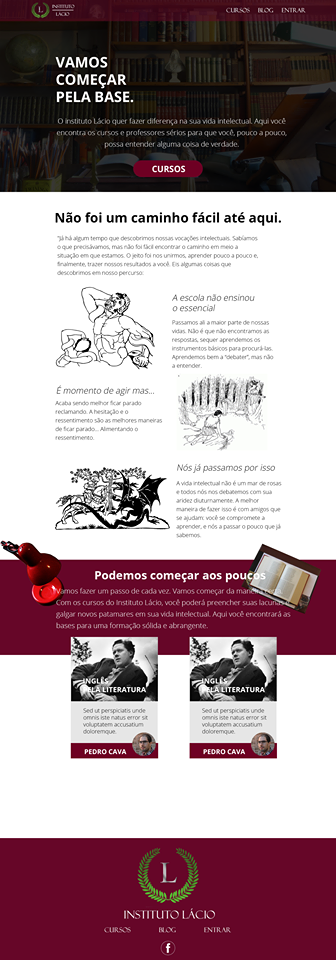 L
INSTITUTO
LÁCIO
CURSOS BLOG ENTRAR
VAMOS
COMEÇAR
PELA BASE.
O Instituto Lácio quer fazer diferença na sua vida intelectual. Aqui você
encontra os cursos e professores sérios para que você, pouco a pouco,
possa entender alguma coisa de verdade.
CURSOS
Não foi um caminho fácil até aqui.
"Já há algum tempo que descobrimos nossas vocações intelectuais. Sabíamos
o que precisávamos, mas não foi fácil encontrar o caminho em meio a
situação em que estamos. O jeito foi nos unirmos, aprender pouco a pouco e,
finalmente, trazer nossos resultados a você. Eis algumas coisas que
descobrimos em nosso percurso:
A escola não ensinou
o essencial
Passamos ali a maior parte de nossas
vidas. Não é que não encontramos as
respostas, sequer aprendemos os
instrumentos básicos para procurá-las.
Aprendemos bem a "debater", mas não
a entender.
É momento de agir mas...
Acaba sendo melhor ficar parado
reclamando. A hesitação e o
ressentimento são as melhores maneiras
de ficar parado... Alimentando o
ressentimento.
Nós já passamos por isso
A vida intelectual não é um mar de rosas
e todos nós nos debatemos com sua
aridez diuturnamente. A melhor
maneira de fazer isso é com amigos que
se ajudam: você se compromete a
aprender, e nós a passar o pouco que já
sabemos.
Podemos começar aos poucos
Vamos fazer um passo de cada vez. Vamos começar da maneira
Com os cursos do Instituto Lácio, você poderá preencher suas lacunas e
galgar novos patamares em sua vida intelectual. Aqui você encontrará as
bases para uma formação sólida e abrangente.
INGLÊS
PELA LITERATURA
Sed ut perspiciatis unde
omnis iste natus error sit
voluptatem accusatium
doloremque.
PEDRO CAVA
INGLÊS
PELA LITERATURA
Sed ut perspiciatis unde
omnis iste natus error sit
voluptatem accusatium
doloremque.
PEDRO CAVA
L
INSTITUTO LÁCIO
CURSOS BLOG ENTRAR
f